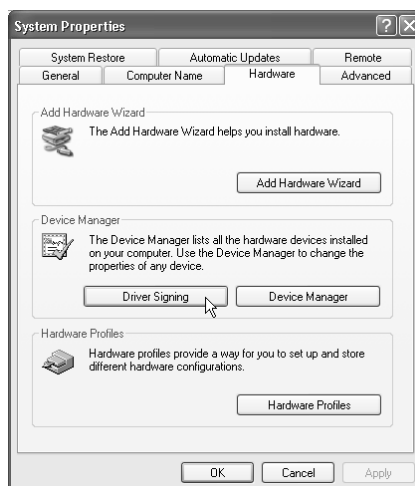 System Properties
System Restore Automatic Updates Remote
General Computer Name Hardware Advanced
Add Hardware Wizard
The Add Hardware Wizard helps you install hardware.
Add Hardware Wizard
Device Manager
The Device Manager lists all the hardware devices installed
on your computer. Use the Device Manager to change the
properties of any device.
Driver Signing Device Manager
Hardware Profiles
Hardware profiles provide a way for you to set up and store
different hardware configurations.
Hardware Profiles
OK Cancel Apply